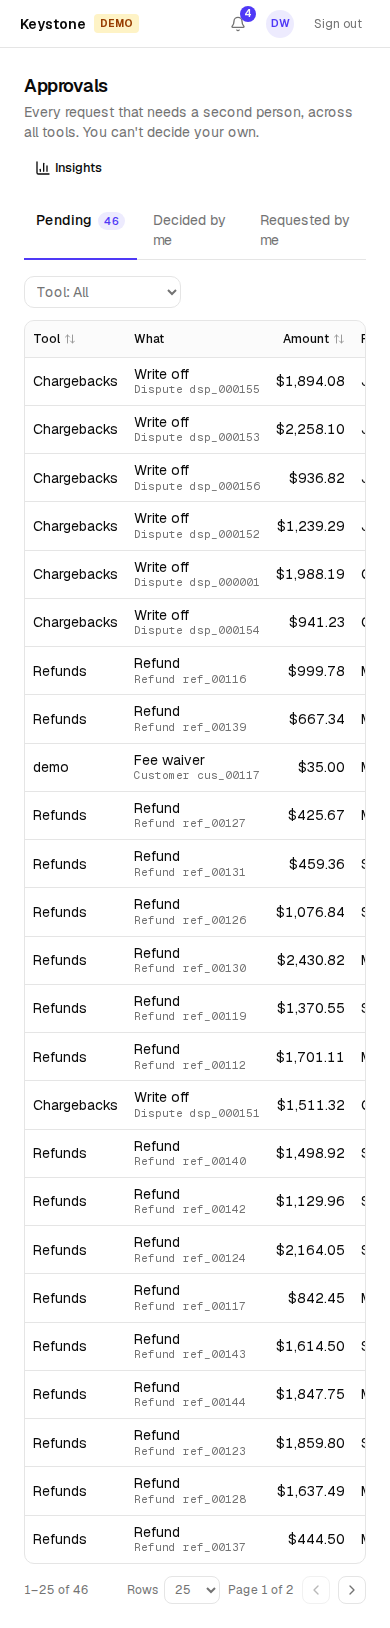 Keystone DEMO 4 DW Sign out
Approvals
Every request that needs a second person, across
all tools. You can't decide your own.
Insights
Pending 46 Decided by me Requested by me
Tool: All
Tool What Amount
Chargebacks Write off $1,894.08
Dispute dsp_000155
Chargebacks Write off $2,258.10
Dispute dsp_000153
Chargebacks Write off $936.82
Dispute dsp_000156
Chargebacks Write off $1,239.29
Dispute dsp_000152
Chargebacks Write off $1,988.19
Dispute dsp_000001
Chargebacks Write off $941.23
Dispute dsp_000154
Refunds Refund $999.78
Refund ref_00116
Refunds Refund $667.34
Refund ref_00139
demo Fee waiver $35.00
Customer cus_00117
Refunds Refund $425.67
Refund ref_00127
Refunds Refund $459.36
Refund ref_00131
Refunds Refund $1,076.84
Refund ref_00126
Refunds Refund $2,430.82
Refund ref_00130
Refunds Refund $1,370.55
Refund ref_00119
Refunds Refund $1,701.11
Refund ref_00112
Chargebacks Write off $1,511.32
Dispute dsp_000151
Refunds Refund $1,498.92
Refund ref_00140
Refunds Refund $1,129.96
Refund ref_00142
Refunds Refund $2,164.05
Refund ref_00124
Refunds Refund $842.45
Refund ref_00117
Refunds Refund $1,614.50
Refund ref_00143
Refunds Refund $1,847.75
Refund ref_00144
Refunds Refund $1,859.80
Refund ref_00123
Refunds Refund $1,637.49
Refund ref_00128
Refunds Refund $444.50
Refund ref_00137
1–25 of 46 Rows 25 Page 1 of 2